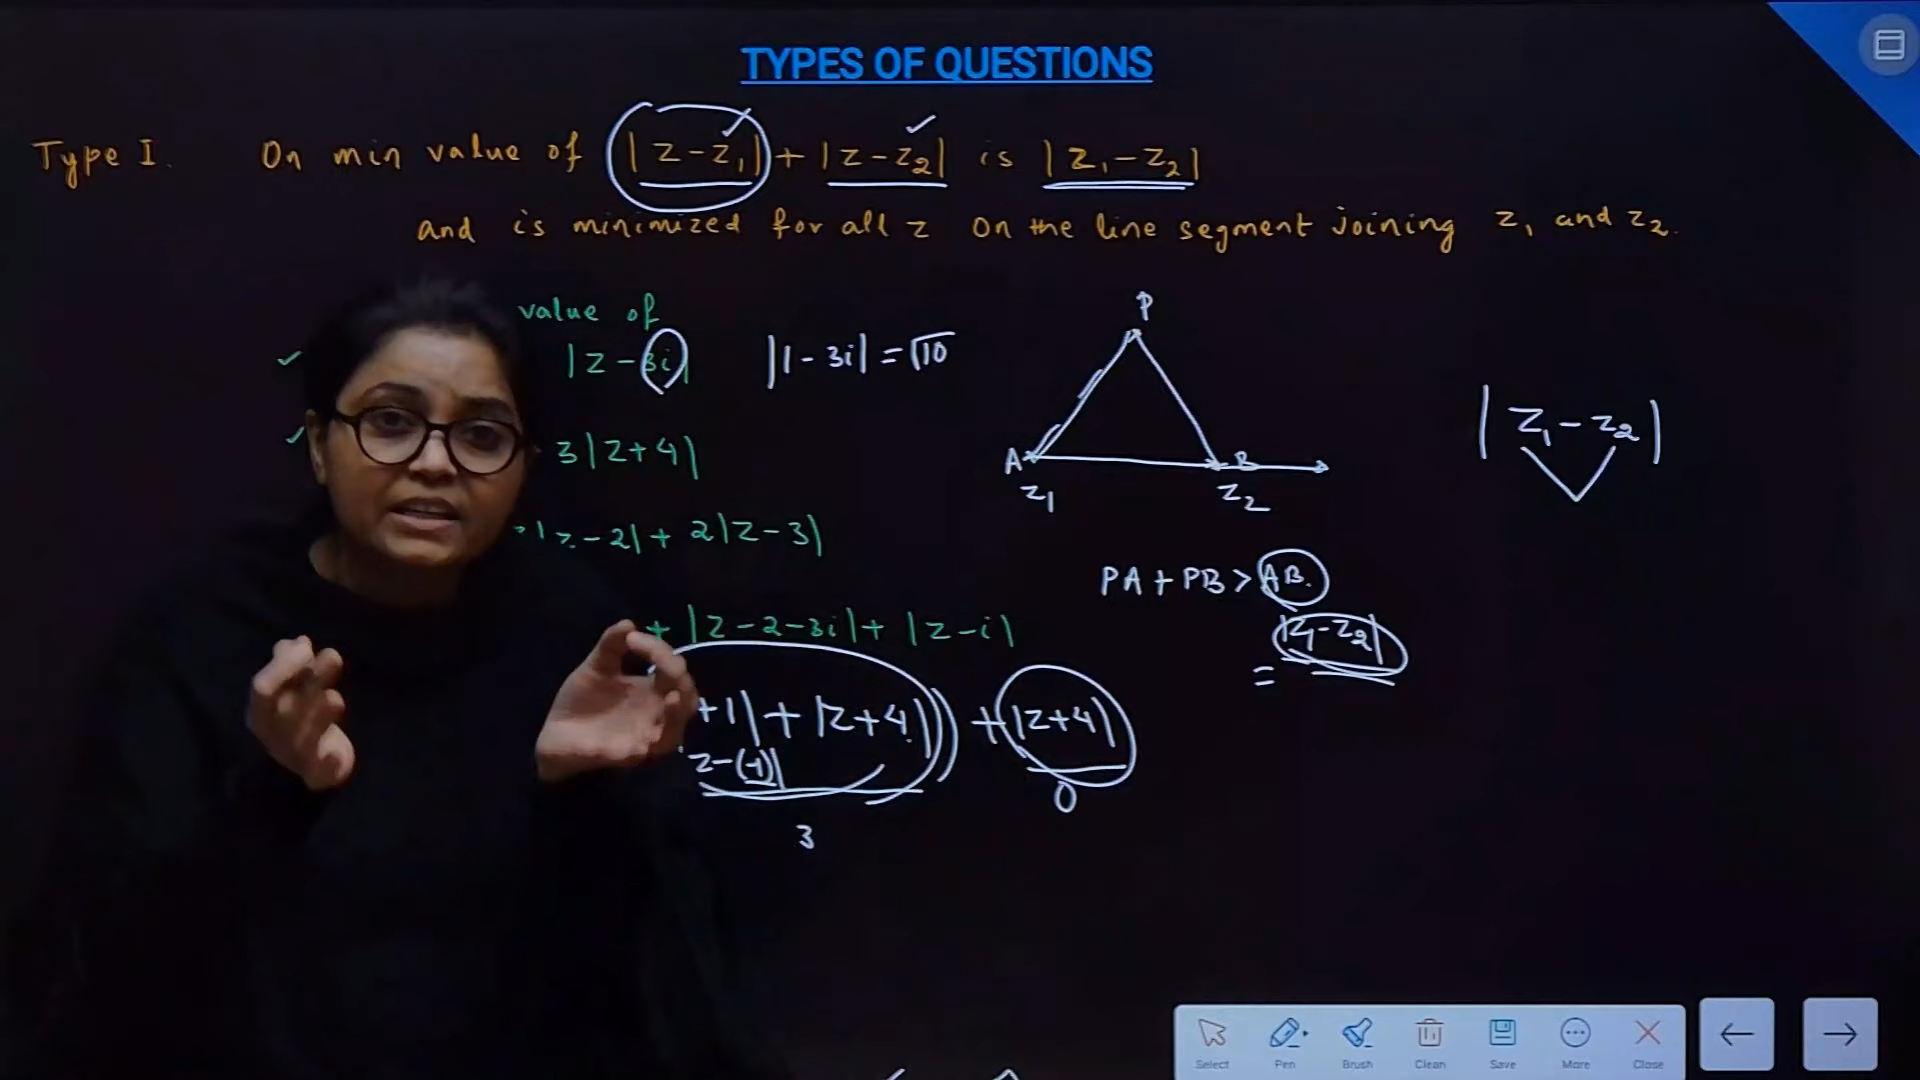 TYPES OF QUESTIONS
Type I. On min value of |z-z₁|+|z-z₂| is |z₁-z₂|
and is minimized for all z on the line segment joining z₁ and z₂.
value of
|z-3i| |1-3i|=√10
3|z+4|
|z-2|+2|z-3|
+|z-2-3i|+|z-i|
+1|+|z+4|)+|z+4|
z-(-1)|
3
0
P
A
B
z₁
z₂
PA+PB>AB.
=|z₁-z₂|
|z₁-z₂|
Select Pen Brush Clean Save More Close